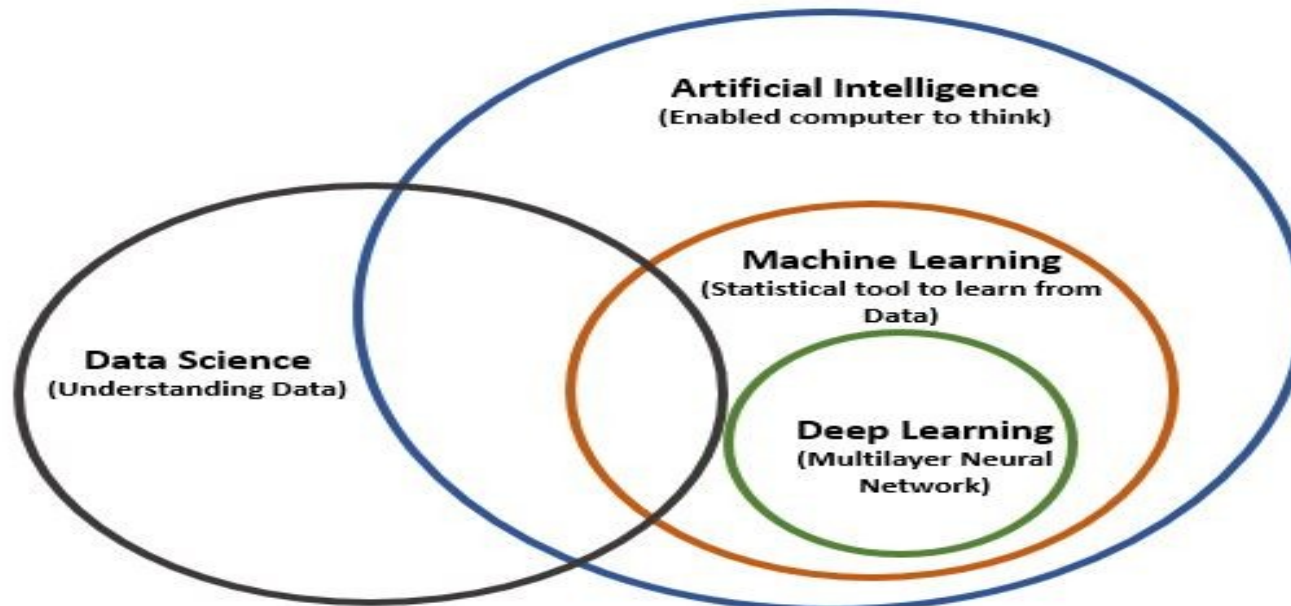 Artificial Intelligence
(Enabled computer to think)
Machine Learning
(Statistical tool to learn from
Data)
Data Science
(Understanding Data)
Deep Learning
(Multilayer Neural
Network)